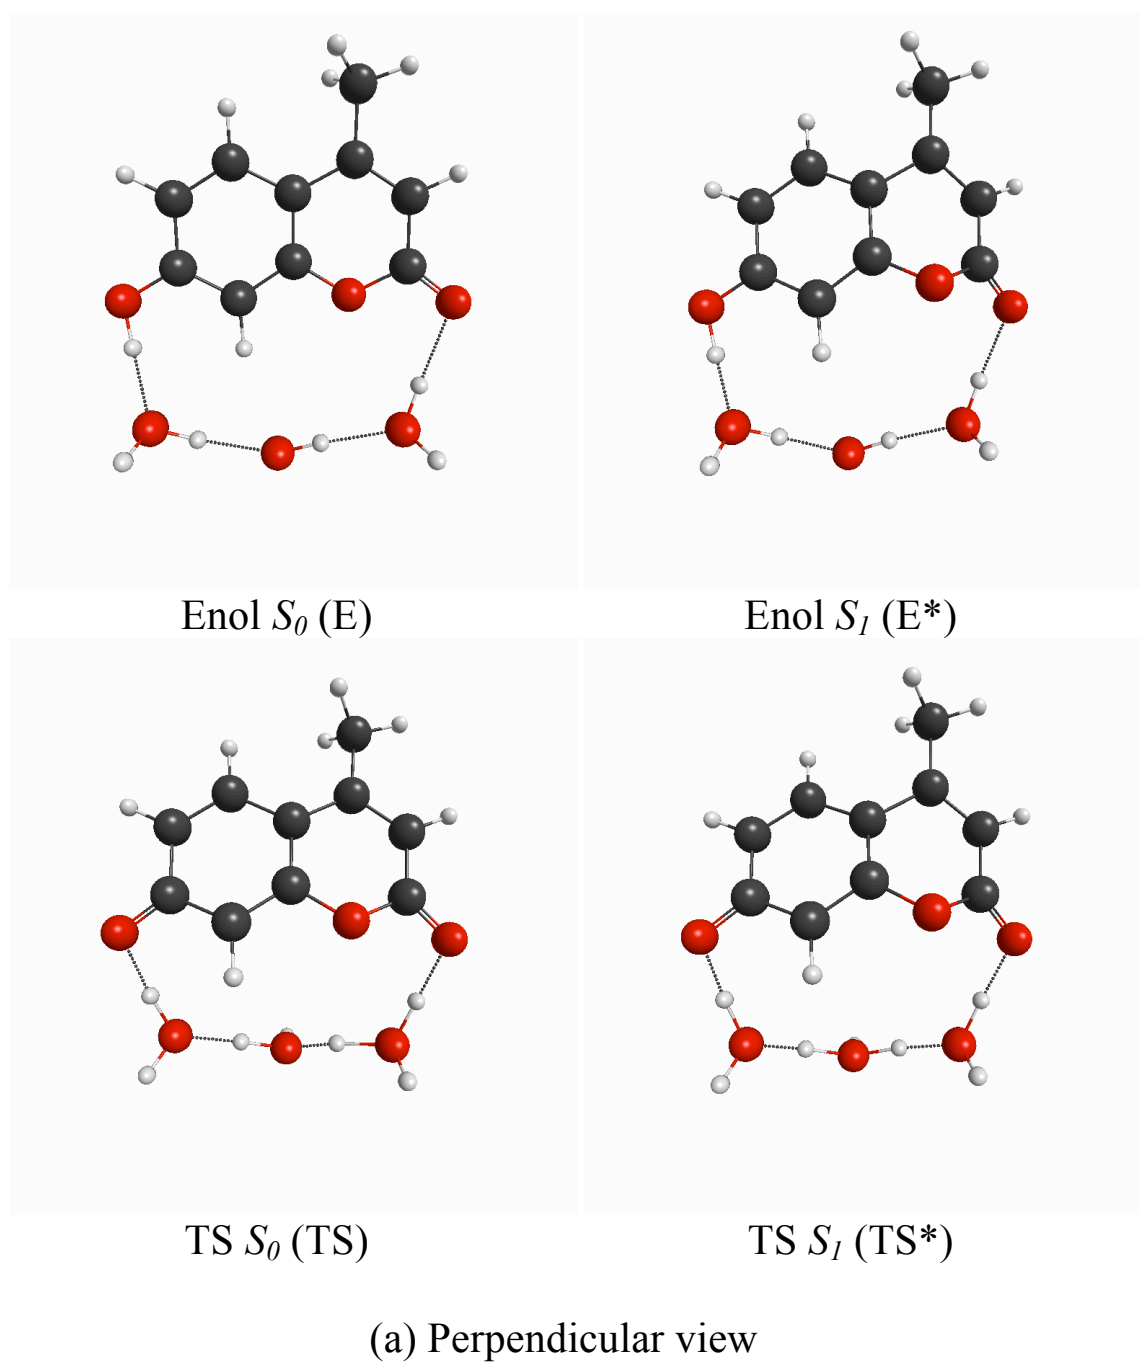 Enol S0 (E)
Enol S1 (E*)
TS S0 (TS)
TS S1 (TS*)
(a) Perpendicular view